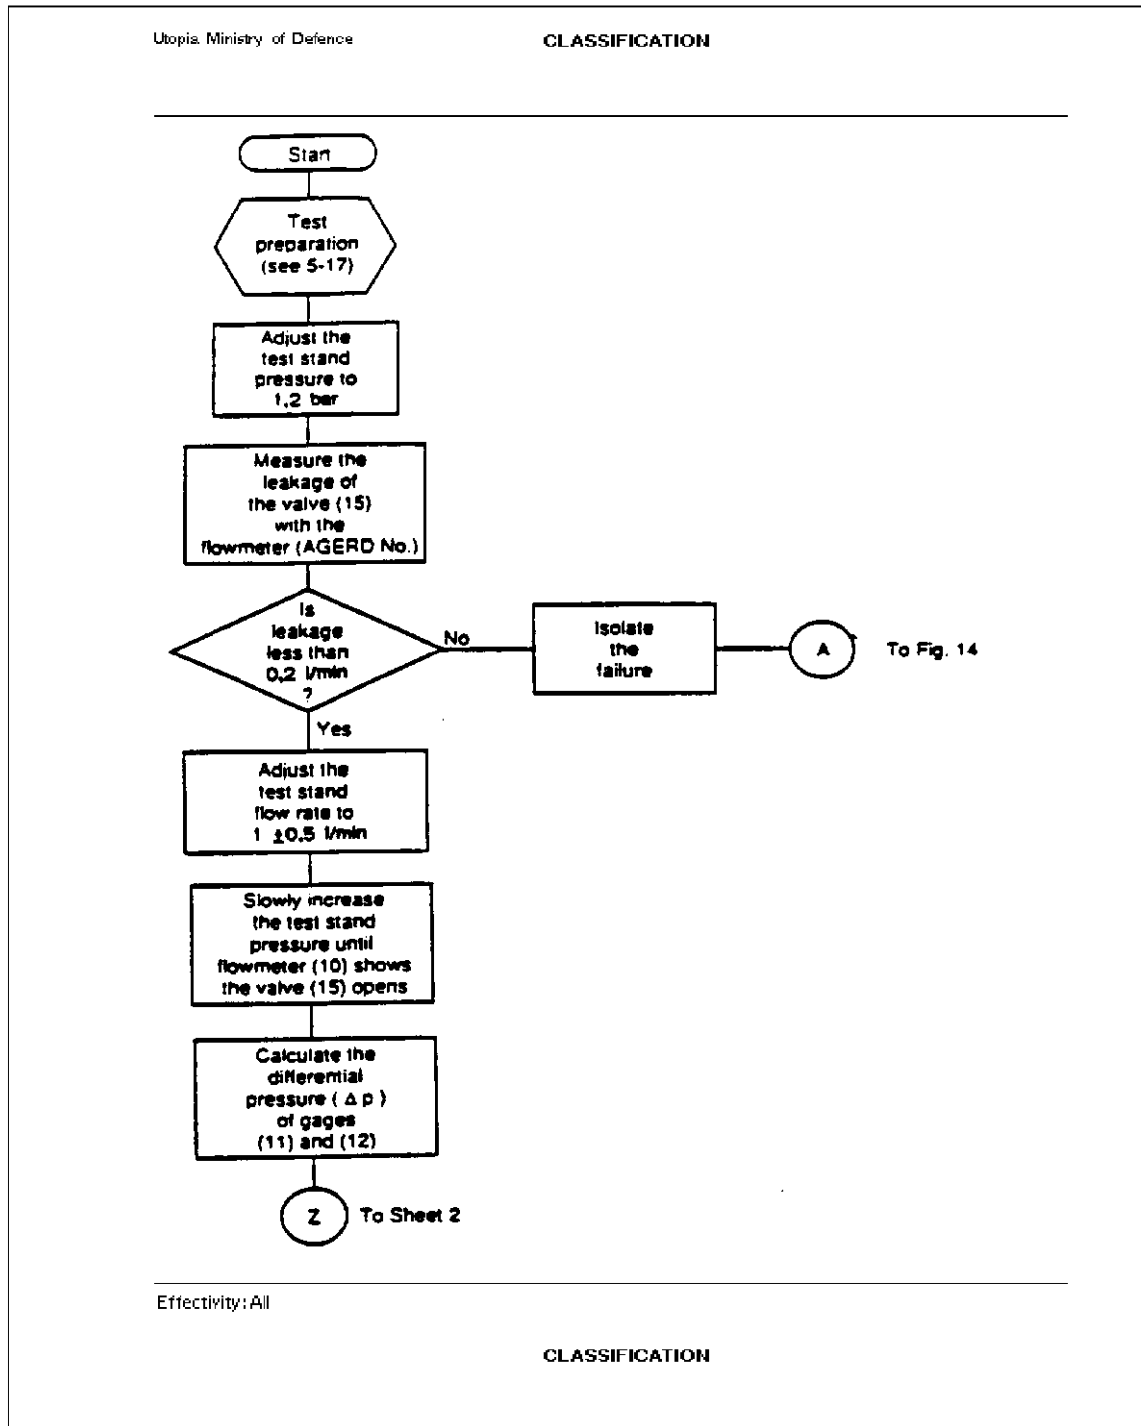 Utopia Ministry of Defence
CLASSIFICATION
Start
Test
preparation
(see 5-17)
Adjust the
test stand
pressure to
1,2 bar
Measure the
leakage of
the valve (15)
with the
flowmeter (AGERD No.)
Is
leakage
less than
0,2 l/min
?
No
Isolate
the
failure
A
To Fig. 14
Yes
Adjust the
test stand
flow rate to
1 ±0,5 l/min
Slowly increase
the test stand
pressure until
flowmeter (10) shows
the valve (15) opens
Calculate the
differential
pressure ( Δ p )
of gages
(11) and (12)
Z
To Sheet 2
Effectivity: All
CLASSIFICATION